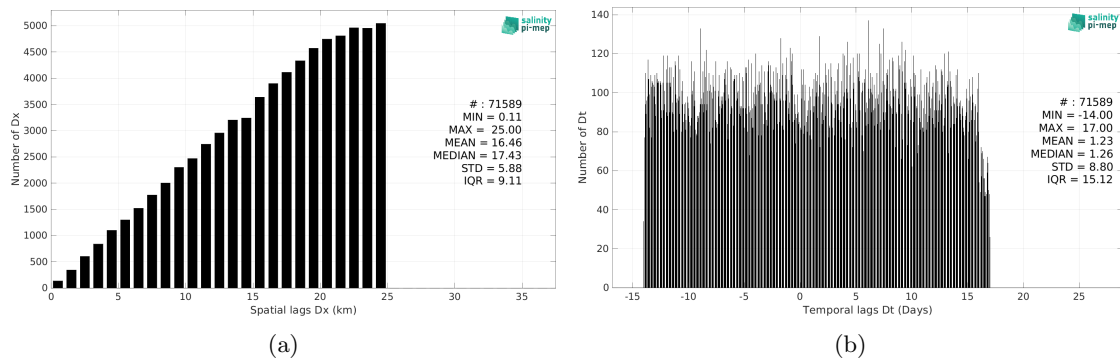 5000
4500
4000
3500
3000
2500
2000
1500
1000
500
0
Number of Dx
0
5
10
15
20
25
30
35
Spatial lags Dx (km)
salinity
pi-mep
# : 71589
MIN = 0.11
MAX = 25.00
MEAN = 16.46
MEDIAN = 17.43
STD = 5.88
IQR = 9.11
(a)
140
120
100
80
60
40
20
0
Number of Dt
-15
-10
-5
0
5
10
15
20
25
Temporal lags Dt (Days)
salinity
pi-mep
# : 71589
MIN = -14.00
MAX = 17.00
MEAN = 1.23
MEDIAN = 1.26
STD = 8.80
IQR = 15.12
(b)